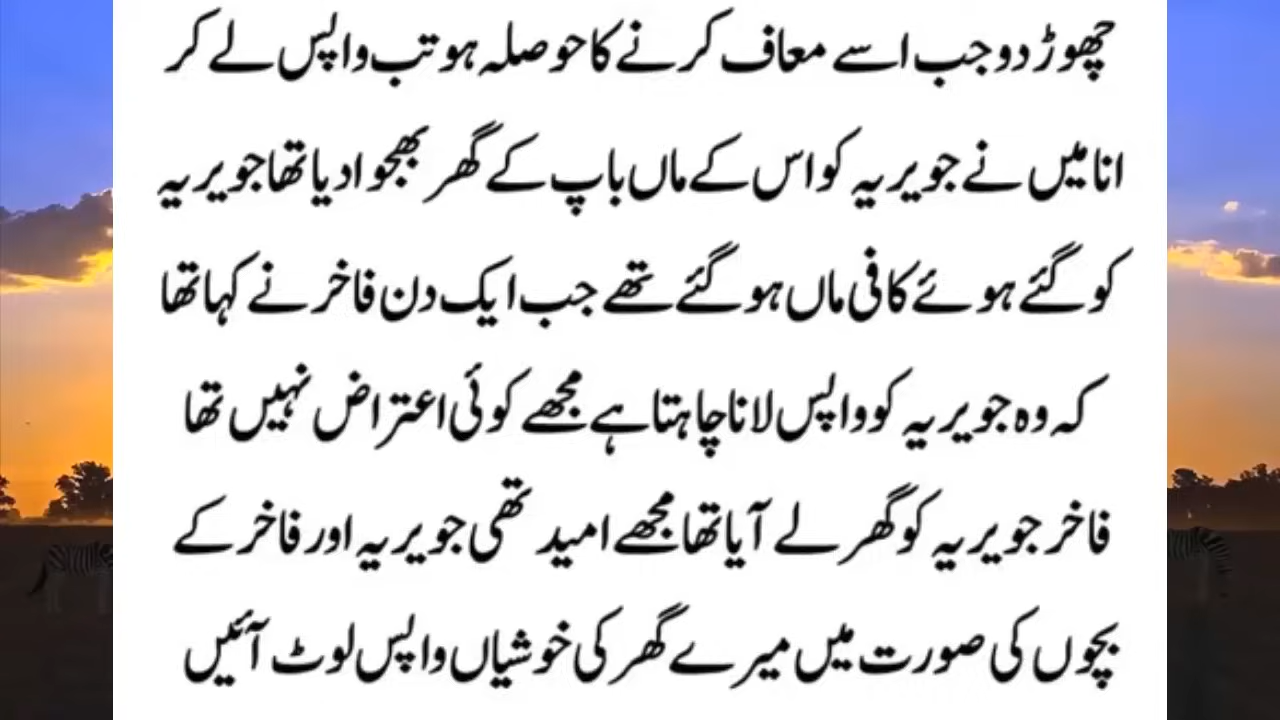 چھوڑ دو جب اسے معاف کرنے کا حوصلہ ہو تب واپس لے کر
انا میں نے جویریہ کو اس کے ماں باپ کے گھر بھجوا دیا تھا جویریہ
کو گئے ہوئے کافی ماں ہو گئے تھے جب ایک دن فاخر نے کہا تھا
کہ وہ جویریہ کو واپس لانا چاہتا ہے مجھے کوئی اعتراض نہیں تھا
فاخر جویریہ کو گھر لے آیا تھا مجھے امید تھی جویریہ اور فاخر کے
بچوں کی صورت میں میرے گھر کی خوشیاں واپس لوٹ آئیں